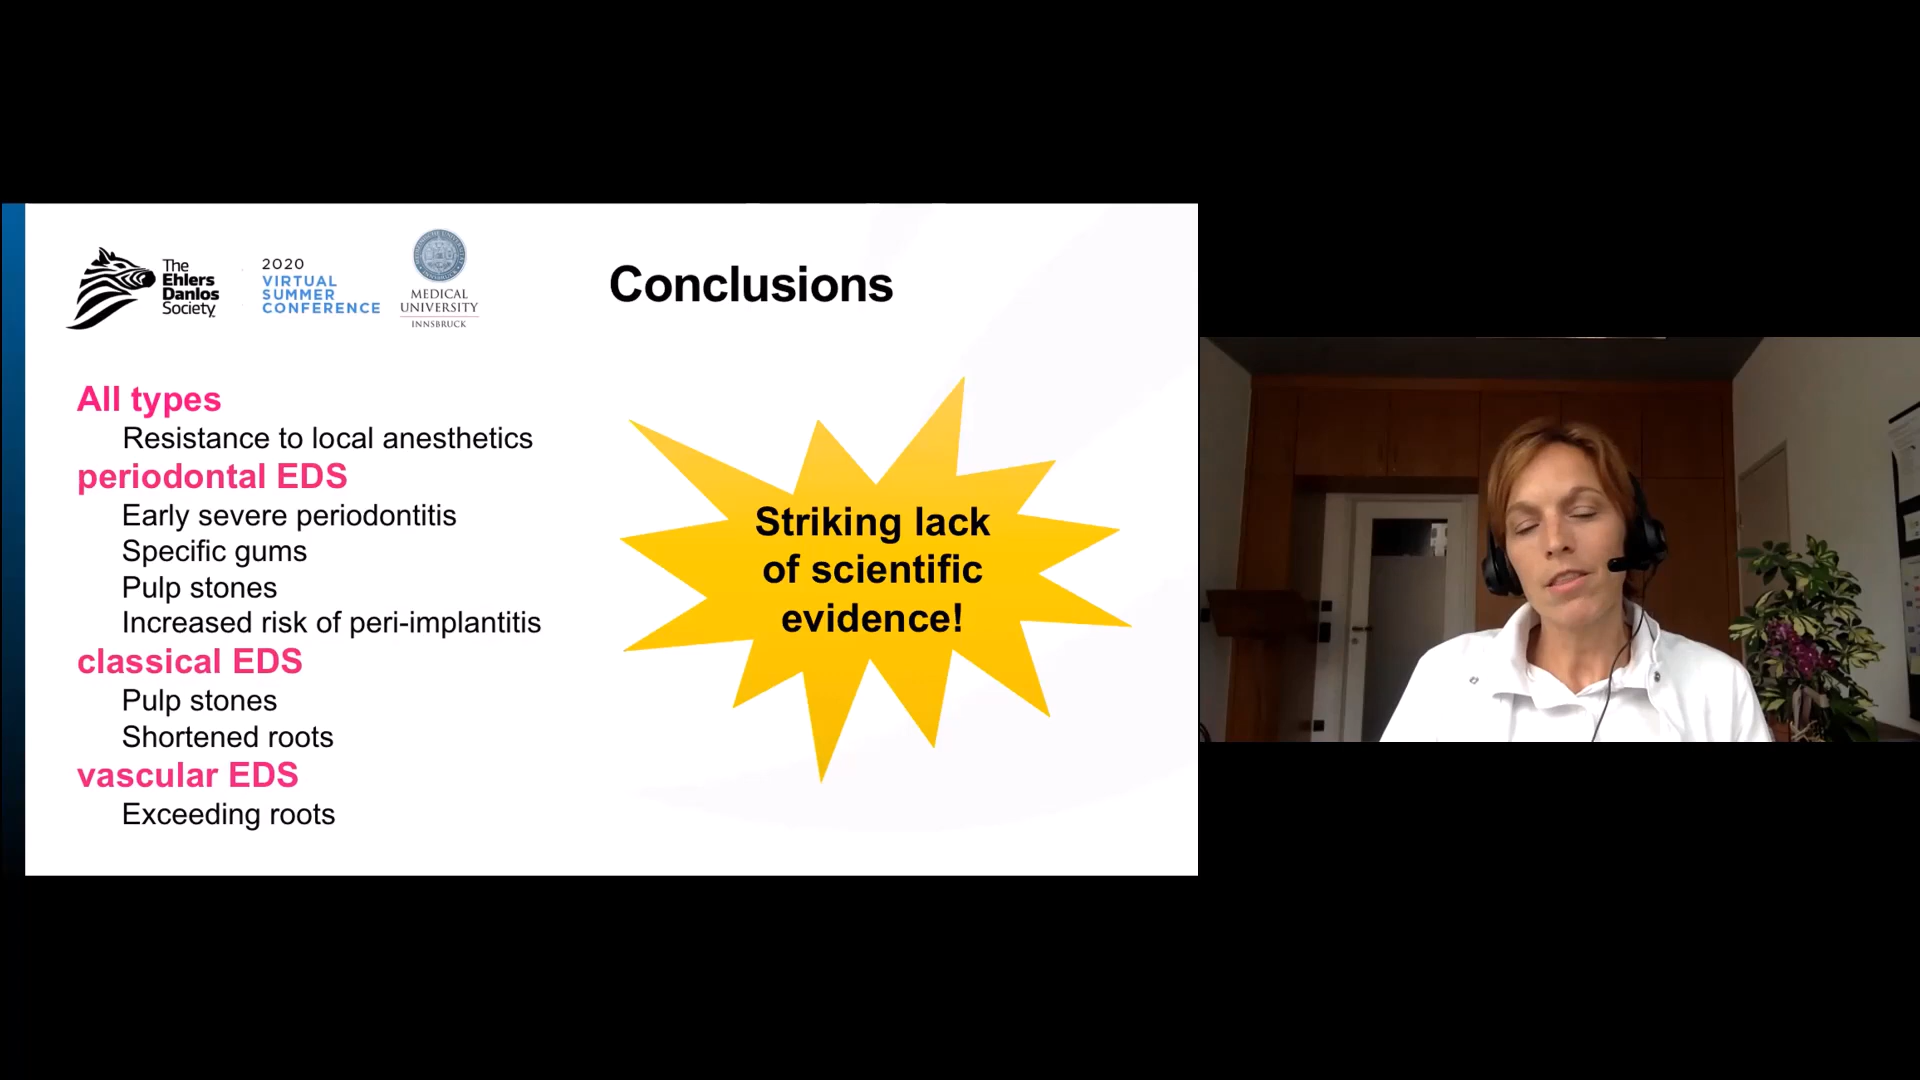 The
Ehlers
Danlos
Society
2020
VIRTUAL
SUMMER
CONFERENCE
MEDICAL
UNIVERSITY
INNSBRUCK
Conclusions
All types
Resistance to local anesthetics
periodontal EDS
Early severe periodontitis
Specific gums
Pulp stones
Increased risk of peri-implantitis
classical EDS
Pulp stones
Shortened roots
vascular EDS
Exceeding roots
Striking lack
of scientific
evidence!